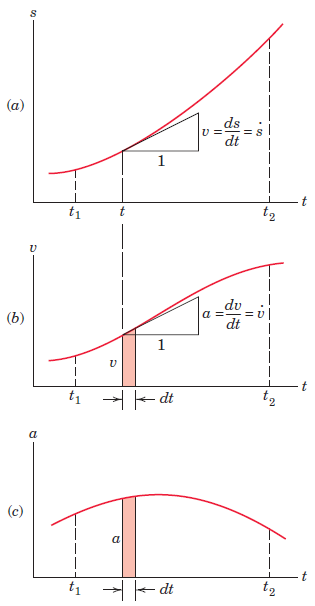 s
(a)
v = ds/dt = ṡ
1
t
t₁ t t₂
v
(b)
a = dv/dt = v̇
1
v
t
t₁ dt t₂
a
(c)
a
t
t₁ dt t₂